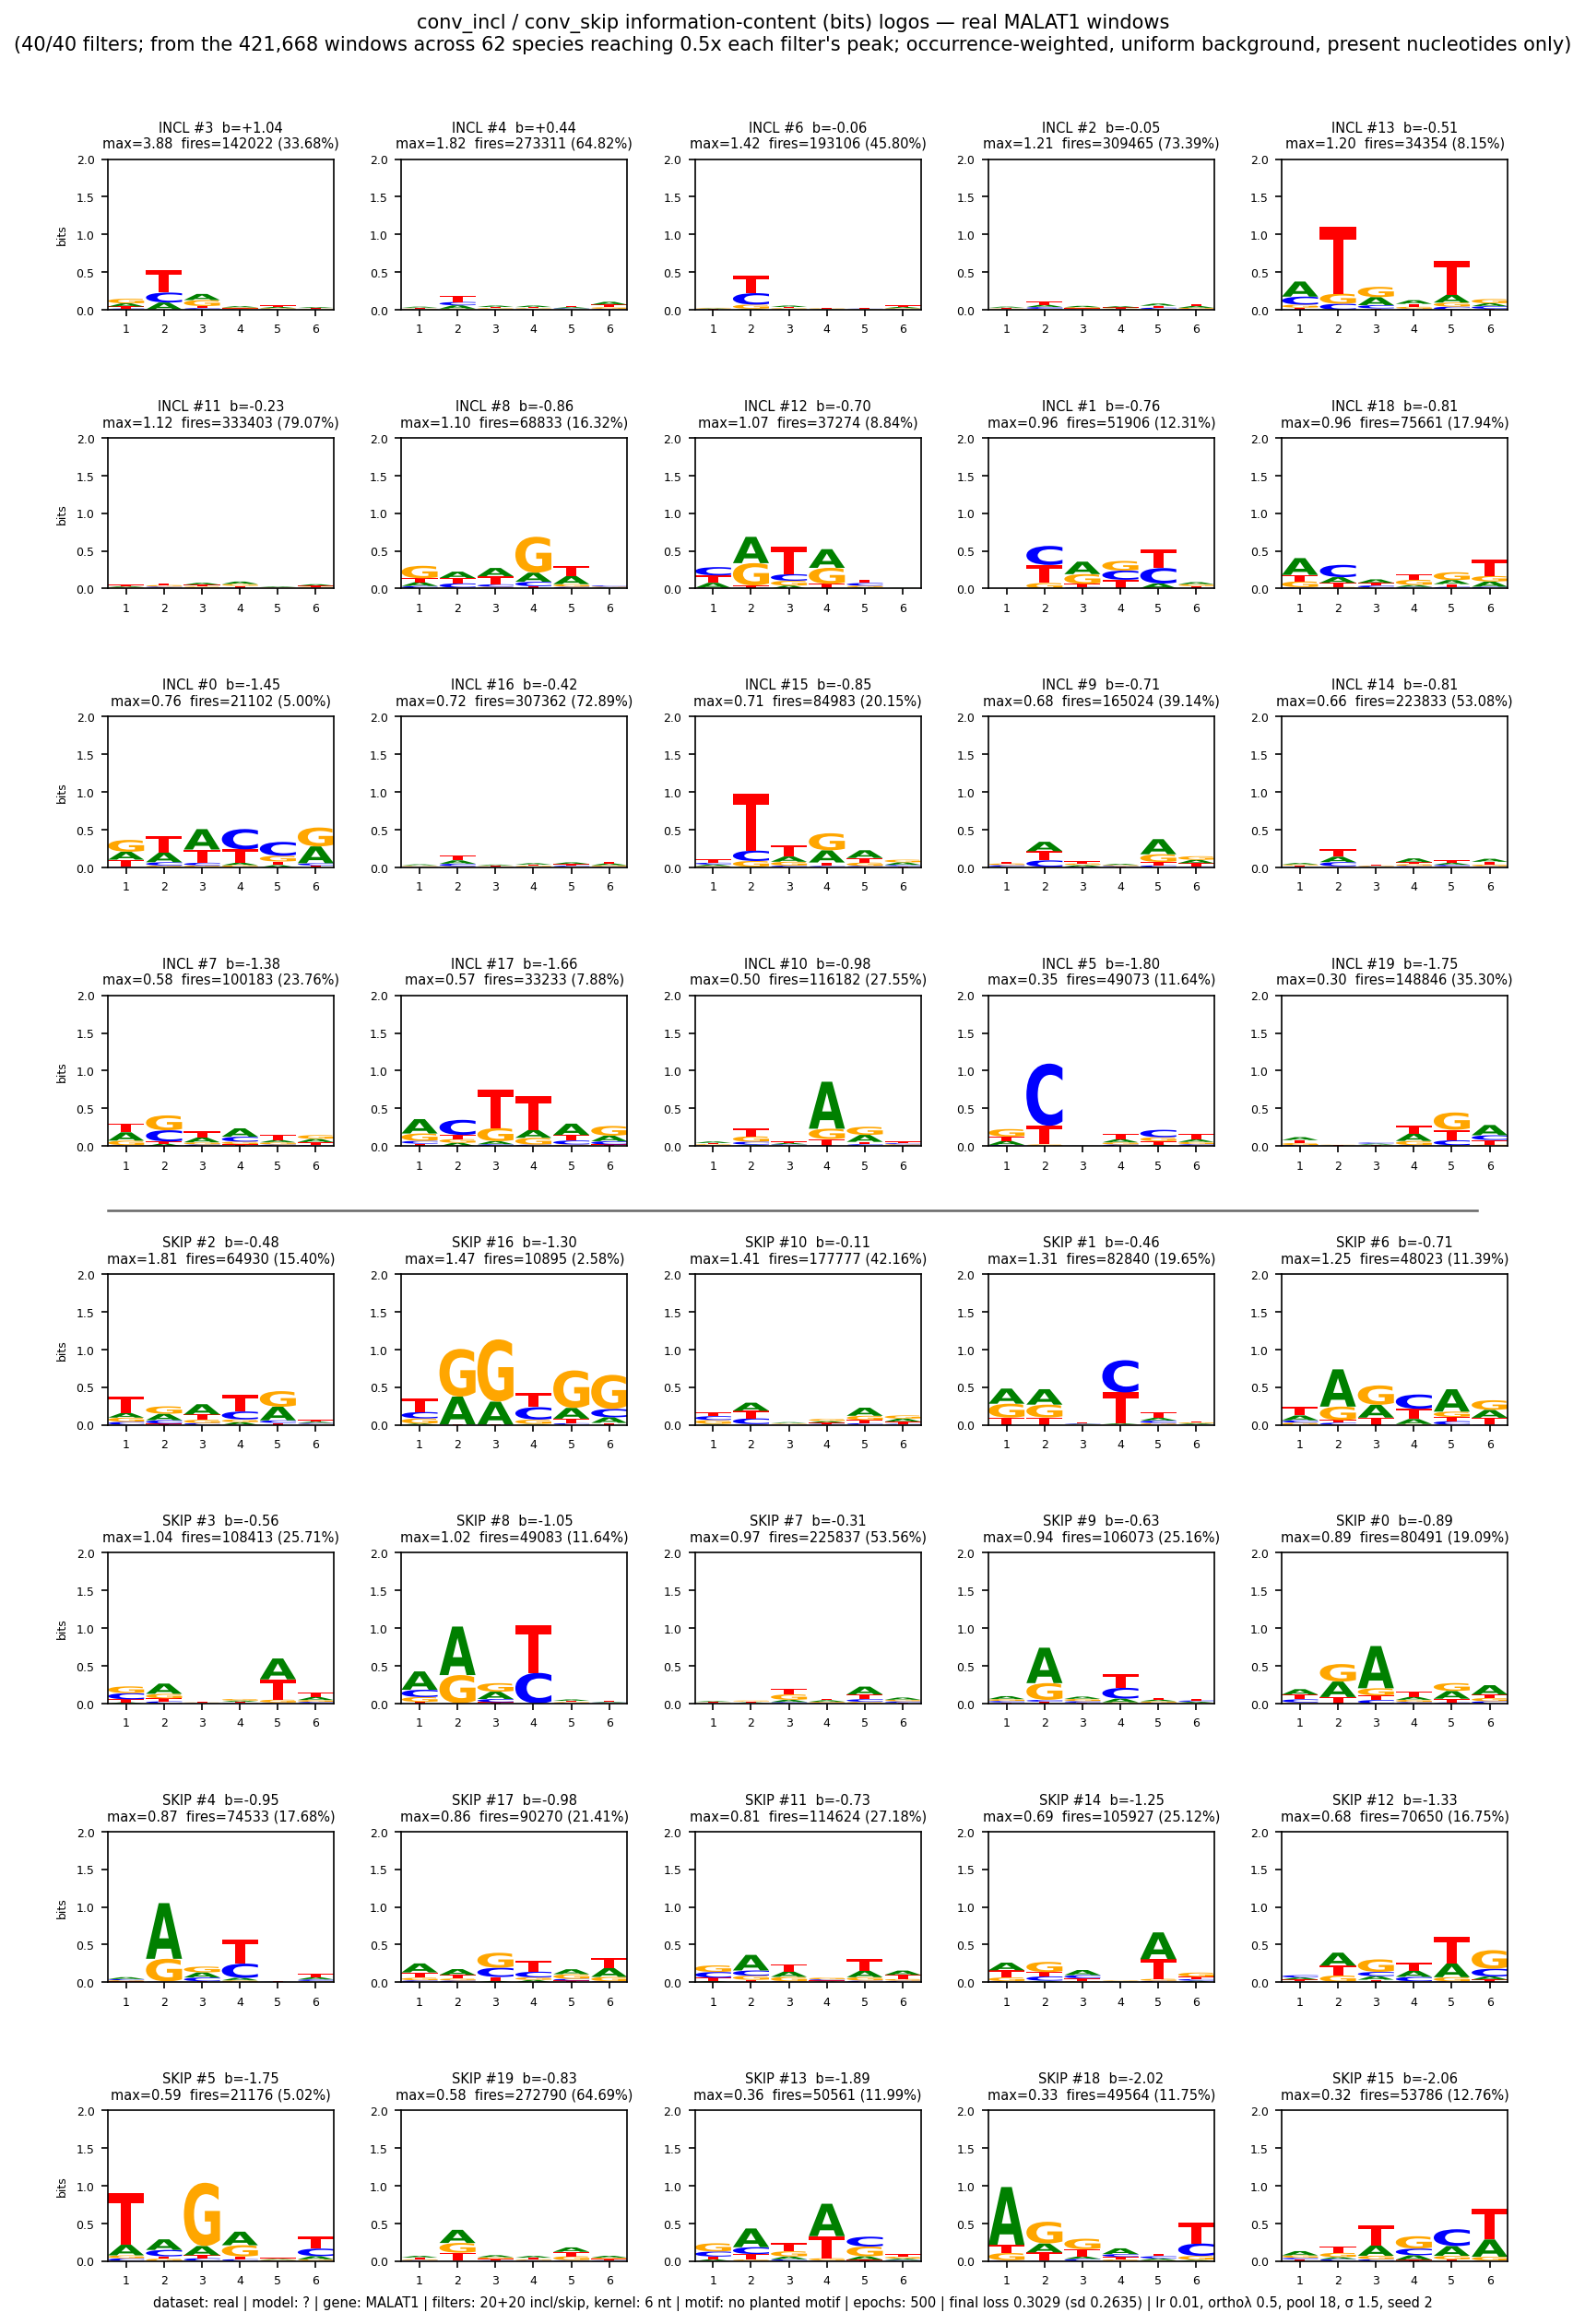 conv_incl / conv_skip information-content (bits) logos — real MALAT1 windows
(40/40 filters; from the 421,668 windows across 62 species reaching 0.5x each filter's peak; occurrence-weighted, uniform background, present nucleotides only)
INCL #3 b=+1.04
max=3.88 fires=142022 (33.68%)
INCL #4 b=+0.44
max=1.82 fires=273311 (64.82%)
INCL #6 b=-0.06
max=1.42 fires=193106 (45.80%)
INCL #2 b=-0.05
max=1.21 fires=309465 (73.39%)
INCL #13 b=-0.51
max=1.20 fires=34354 (8.15%)
INCL #11 b=-0.23
max=1.12 fires=333403 (79.07%)
INCL #8 b=-0.86
max=1.10 fires=68833 (16.32%)
INCL #12 b=-0.70
max=1.07 fires=37274 (8.84%)
INCL #1 b=-0.76
max=0.96 fires=51906 (12.31%)
INCL #18 b=-0.81
max=0.96 fires=75661 (17.94%)
INCL #0 b=-1.45
max=0.76 fires=21102 (5.00%)
INCL #16 b=-0.42
max=0.72 fires=307362 (72.89%)
INCL #15 b=-0.85
max=0.71 fires=84983 (20.15%)
INCL #9 b=-0.71
max=0.68 fires=165024 (39.14%)
INCL #14 b=-0.81
max=0.66 fires=223833 (53.08%)
INCL #7 b=-1.38
max=0.58 fires=100183 (23.76%)
INCL #17 b=-1.66
max=0.57 fires=33233 (7.88%)
INCL #10 b=-0.98
max=0.50 fires=116182 (27.55%)
INCL #5 b=-1.80
max=0.35 fires=49073 (11.64%)
INCL #19 b=-1.75
max=0.30 fires=148846 (35.30%)
SKIP #2 b=-0.48
max=1.81 fires=64930 (15.40%)
SKIP #16 b=-1.30
max=1.47 fires=10895 (2.58%)
SKIP #10 b=-0.11
max=1.41 fires=177777 (42.16%)
SKIP #1 b=-0.46
max=1.31 fires=82840 (19.65%)
SKIP #6 b=-0.71
max=1.25 fires=48023 (11.39%)
SKIP #3 b=-0.56
max=1.04 fires=108413 (25.71%)
SKIP #8 b=-1.05
max=1.02 fires=49083 (11.64%)
SKIP #7 b=-0.31
max=0.97 fires=225837 (53.56%)
SKIP #9 b=-0.63
max=0.94 fires=106073 (25.16%)
SKIP #0 b=-0.89
max=0.89 fires=80491 (19.09%)
SKIP #4 b=-0.95
max=0.87 fires=74533 (17.68%)
SKIP #17 b=-0.98
max=0.86 fires=90270 (21.41%)
SKIP #11 b=-0.73
max=0.81 fires=114624 (27.18%)
SKIP #14 b=-1.25
max=0.69 fires=105927 (25.12%)
SKIP #12 b=-1.33
max=0.68 fires=70650 (16.75%)
SKIP #5 b=-1.75
max=0.59 fires=21176 (5.02%)
SKIP #19 b=-0.83
max=0.58 fires=272790 (64.69%)
SKIP #13 b=-1.89
max=0.36 fires=50561 (11.99%)
SKIP #18 b=-2.02
max=0.33 fires=49564 (11.75%)
SKIP #15 b=-2.06
max=0.32 fires=53786 (12.76%)
dataset: real | model: ? | gene: MALAT1 | filters: 20+20 incl/skip, kernel: 6 nt | motif: no planted motif | epochs: 500 | final loss 0.3029 (sd 0.2635) | lr 0.01, orthoλ 0.5, pool 18, σ 1.5, seed 2